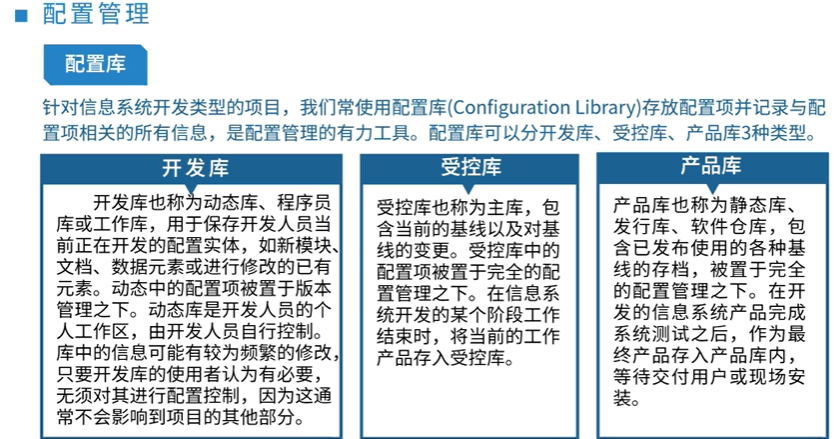 配置管理
配置库
针对信息系统开发类型的项目，我们常使用配置库(Configuration Library)存放配置项并记录与配
置项相关的所有信息，是配置管理的有力工具。配置库可以分开发库、受控库、产品库3种类型。
开发库
开发库也称为动态库、程序员
库或工作库，用于保存开发人员当
前正在开发的配置实体，如新模块、
文档、数据元素或进行修改的已有
元素。动态中的配置项被置于版本
管理之下。动态库是开发人员的个
人工作区，由开发人员自行控制。
库中的信息可能有较为频繁的修改，
只要开发库的使用者认为有必要，
无须对其进行配置控制，因为这通
常不会影响到项目的其他部分。
受控库
受控库也称为主库，包
含当前的基线以及对基
线的变更。受控库中的
配置项被置于完全的配
置管理之下。在信息系
统开发的某个阶段工作
结束时，将当前的工作
产品存入受控库。
产品库
产品库也称为静态库、
发行库、软件仓库，包
含已发布使用的各种基
线的存档，被置于完全
的配置管理之下。在开
发的信息系统产品完成
系统测试之后，作为最
终产品存入产品库内，
等待交付用户或现场安
装。